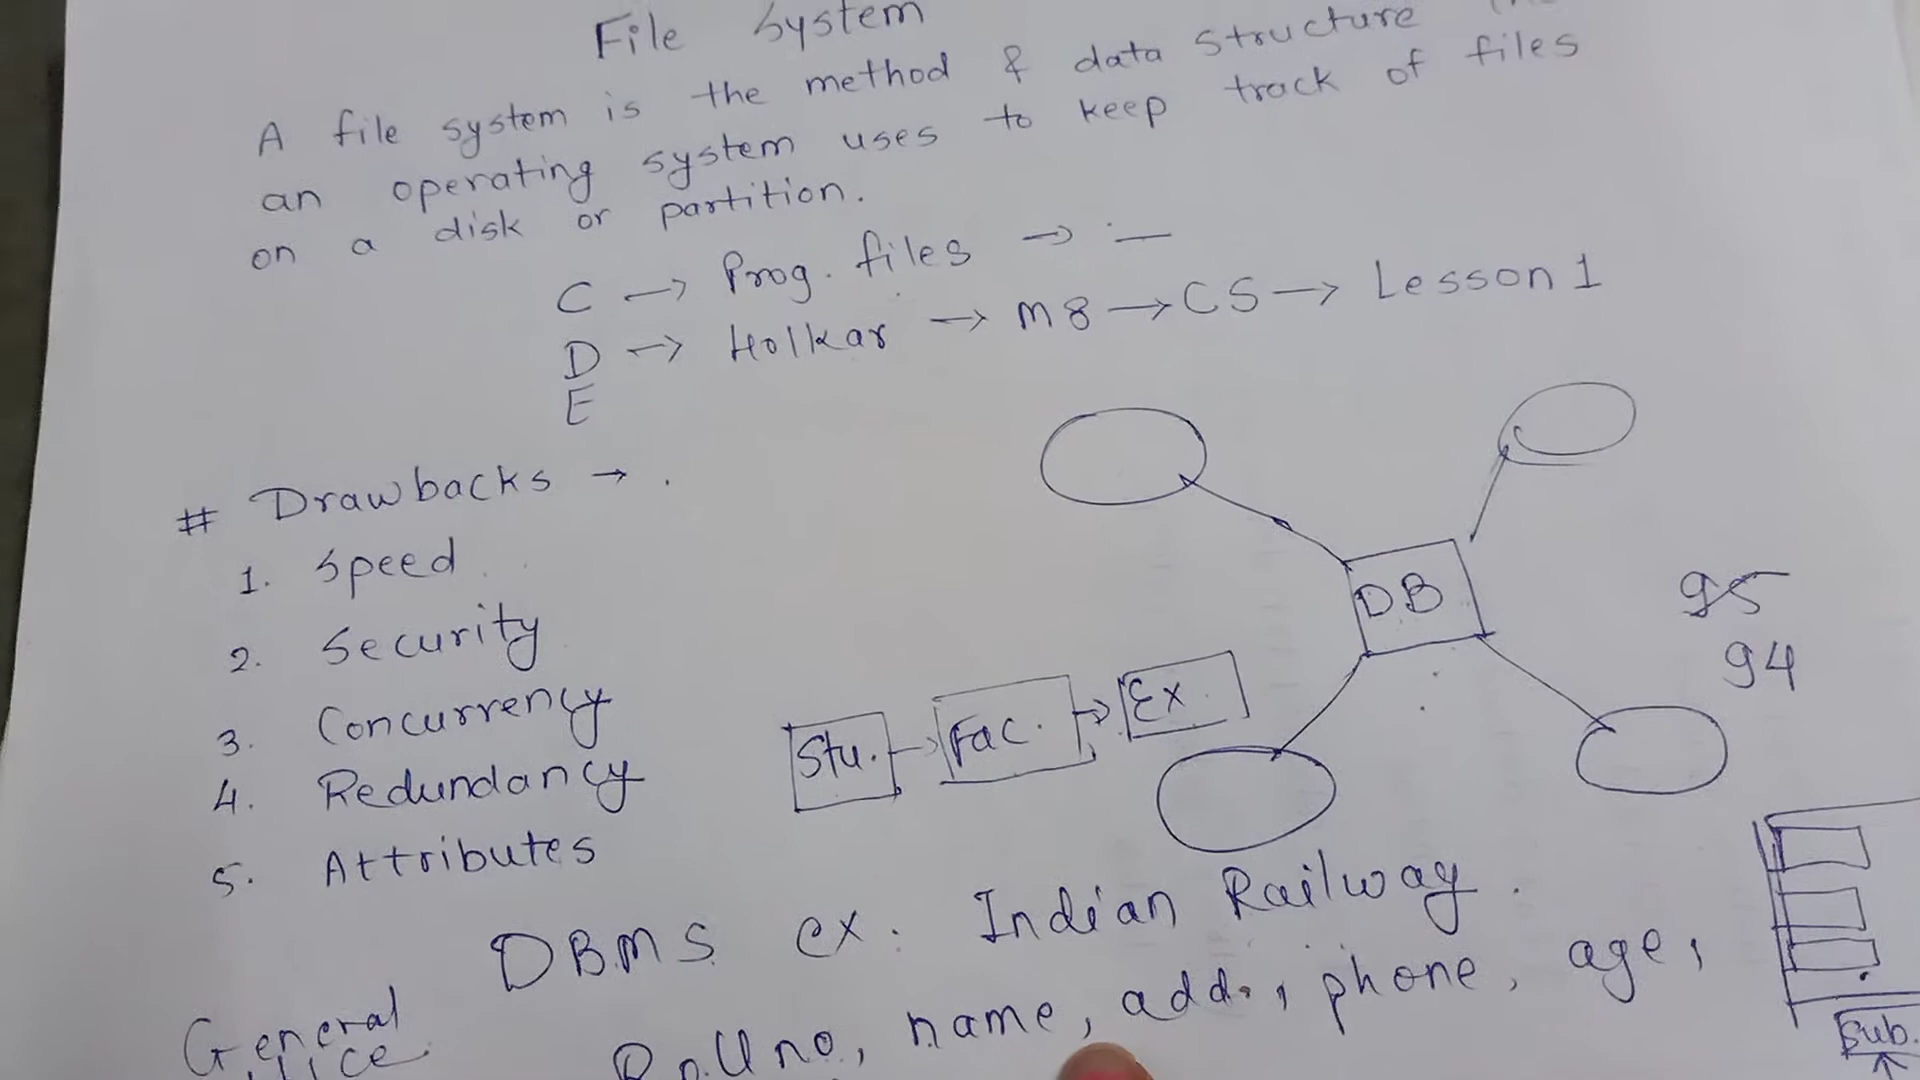 File System
A file system is the method & data structure
an operating system uses to keep track of files
on a disk or partition.
C → Prog. files → —
D → Holkar → M8 → CS → Lesson 1
E
# Drawbacks →
1. Speed
2. Security
3. Concurrency
4. Redundancy
5. Attributes
DB
95
94
Stu. → Fac. → Ex.
DBMS ex. Indian Railway.
General
Roll no, name, add., phone, age,
Sub.